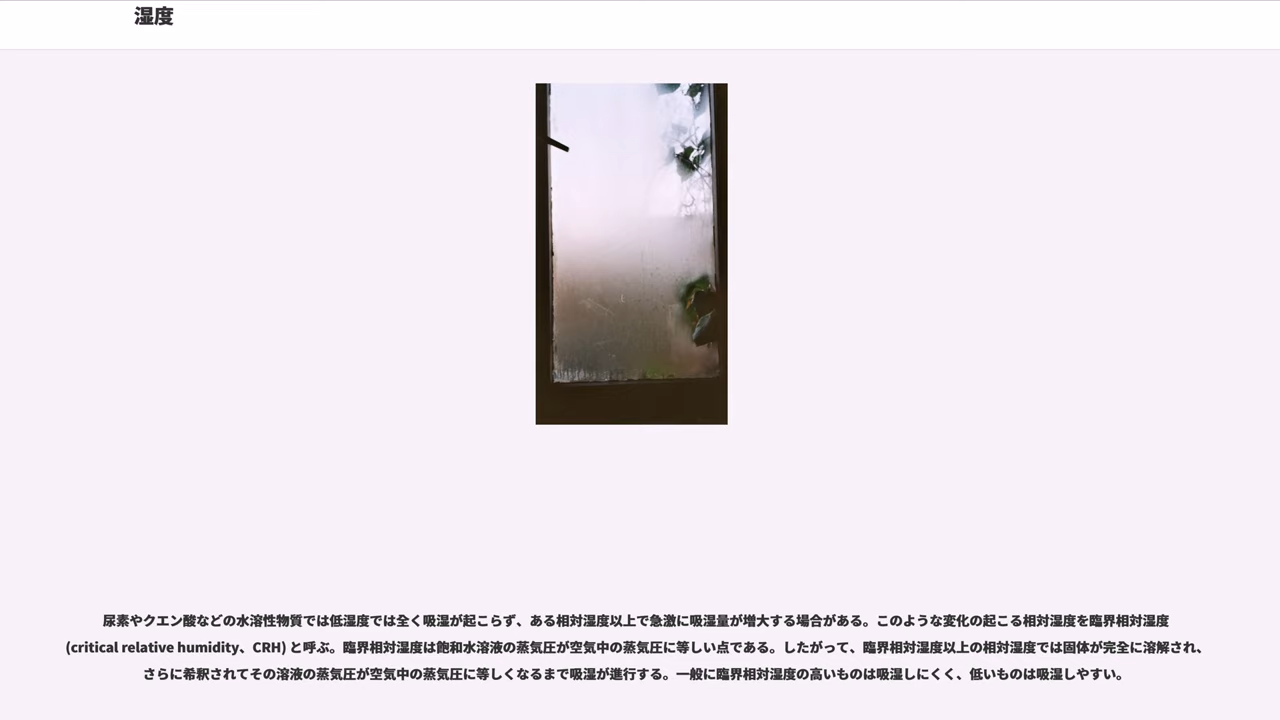 湿度
尿素やクエン酸などの水溶性物質では低湿度では全く吸湿が起こらず、ある相対湿度以上で急激に吸湿量が増大する場合がある。このような変化の起こる相対湿度を臨界相対湿度
(critical relative humidity、CRH) と呼ぶ。臨界相対湿度は飽和水溶液の蒸気圧が空気中の蒸気圧に等しい点である。したがって、臨界相対湿度以上の相対湿度では固体が完全に溶解され、
さらに希釈されてその溶液の蒸気圧が空気中の蒸気圧に等しくなるまで吸湿が進行する。一般に臨界相対湿度の高いものは吸湿しにくく、低いものは吸湿しやすい。